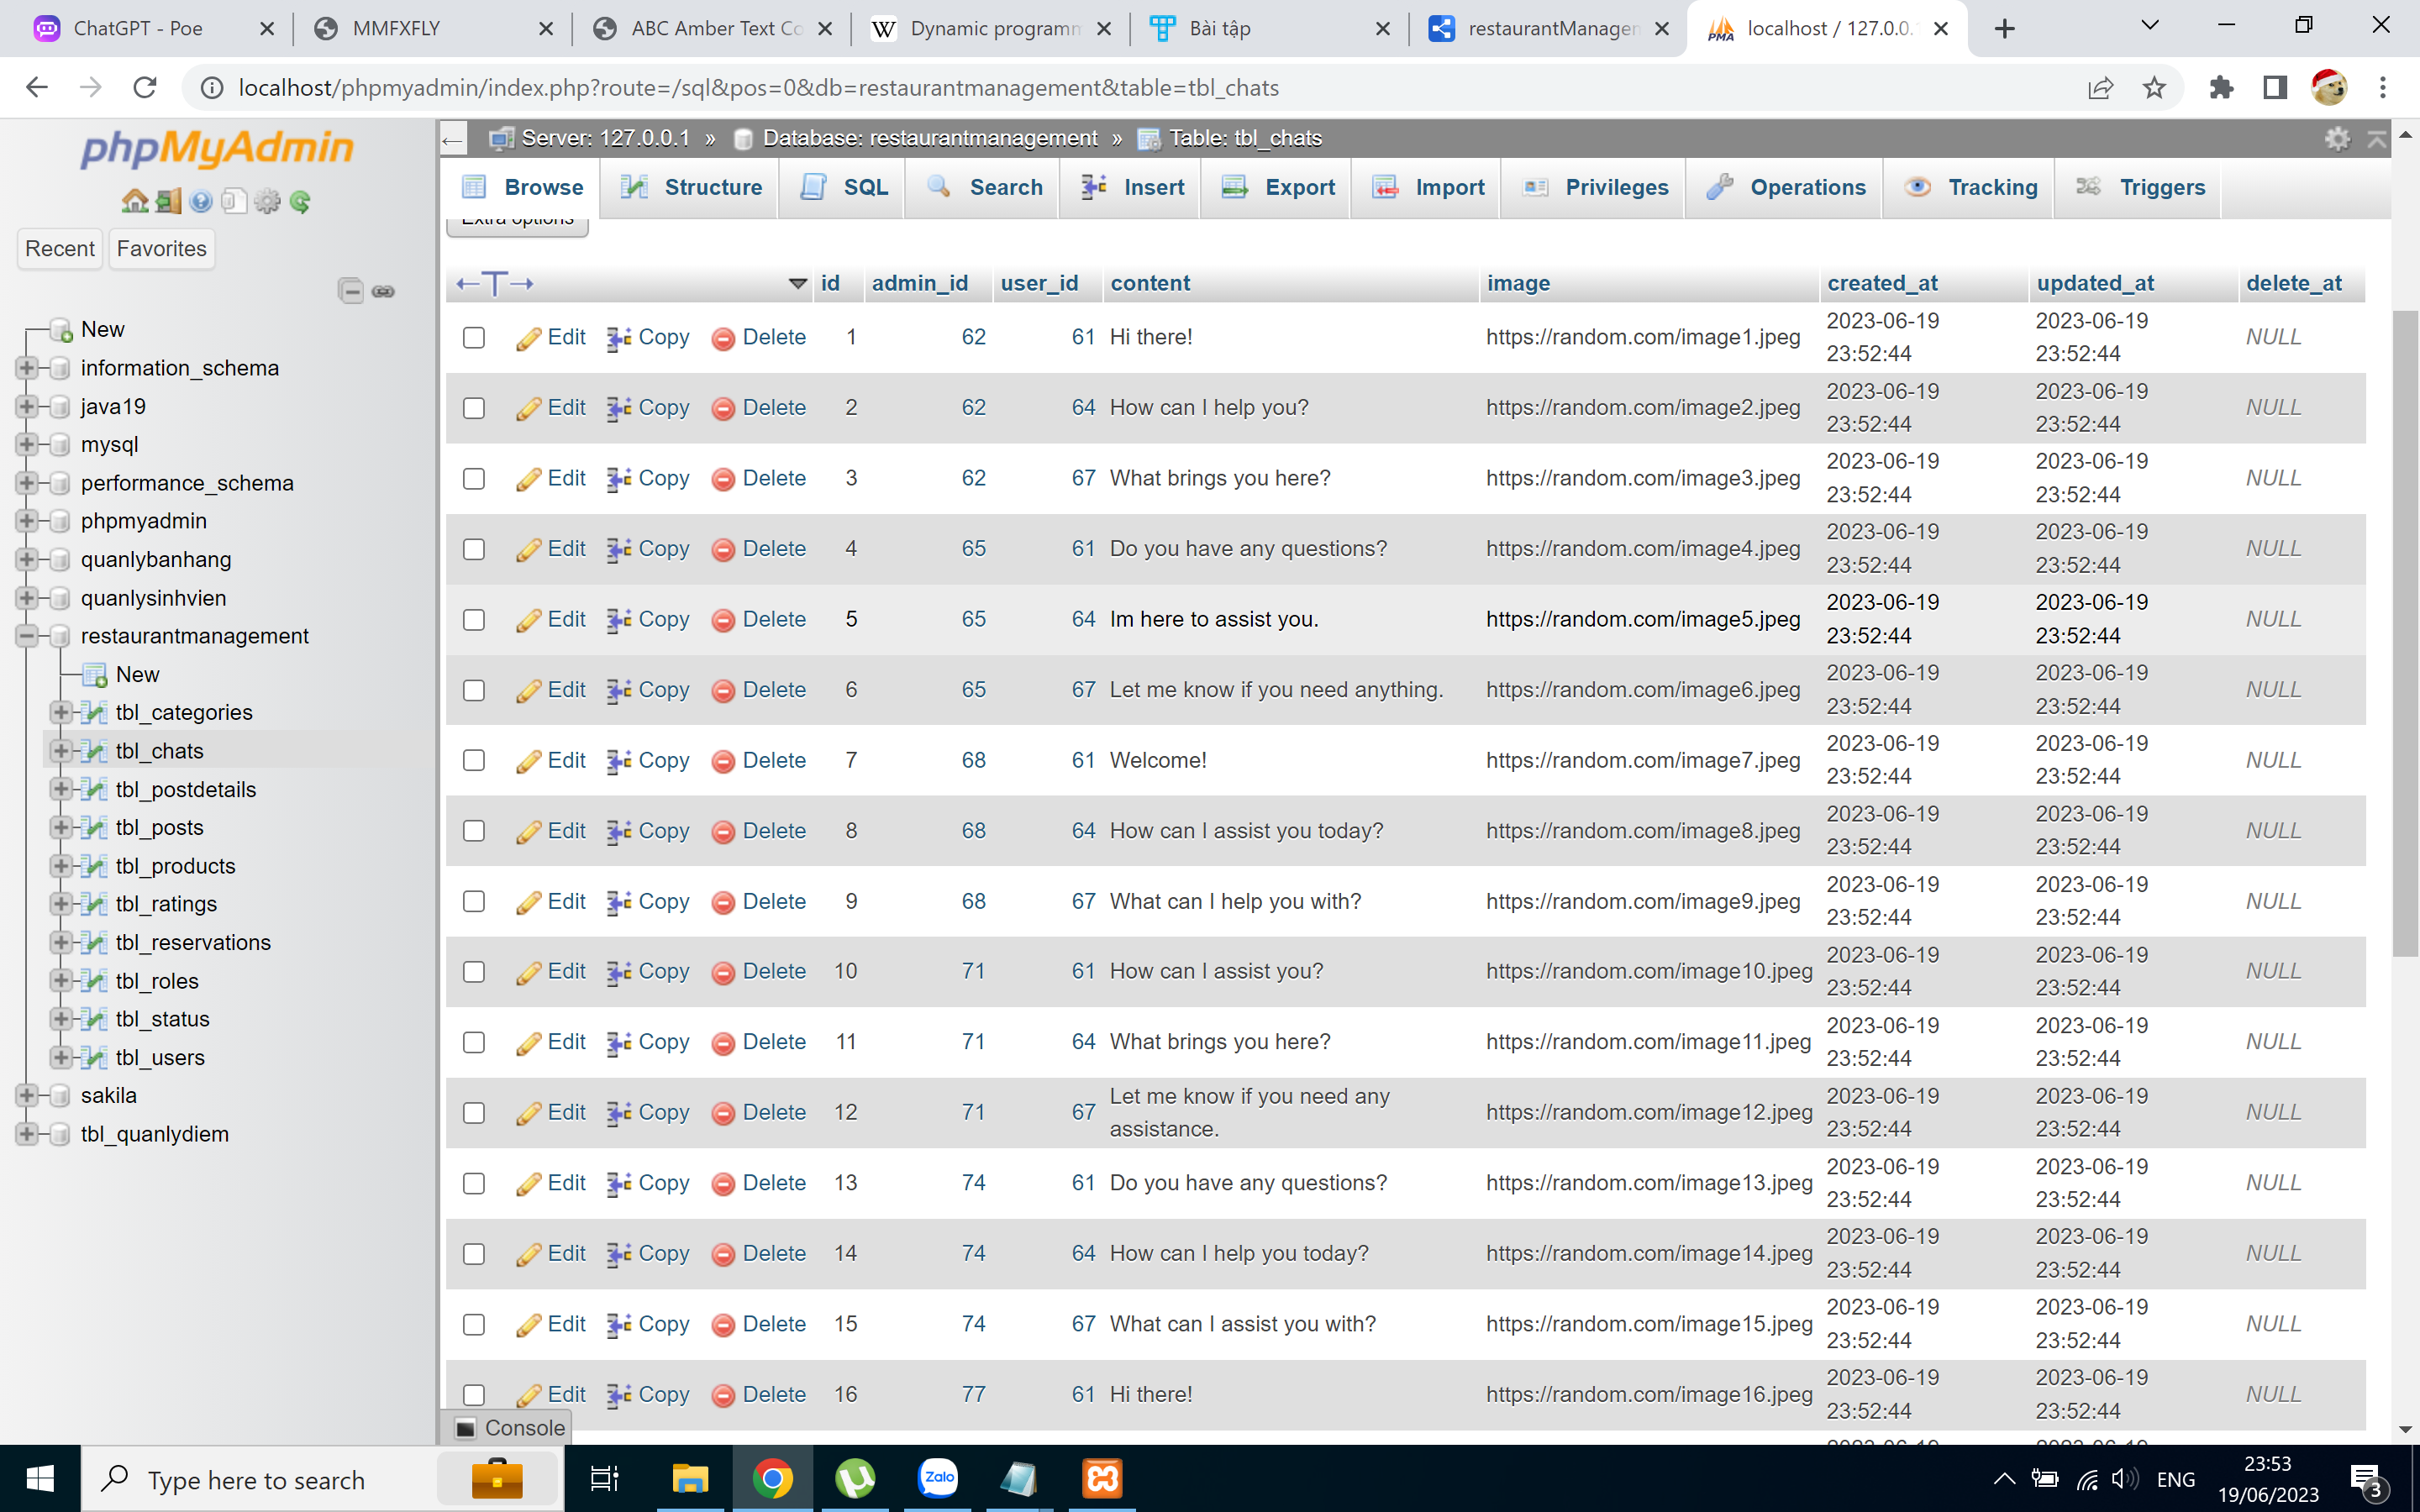 ChatGPT - Poe
MMFXFLY
ABC Amber Text Co
Dynamic programm
Bài tập
restaurantManagen
localhost / 127.0.0.1
localhost/phpmyadmin/index.php?route=/sql&pos=0&db=restaurantmanagement&table=tbl_chats
phpMyAdmin
Recent Favorites
New
information_schema
java19
mysql
performance_schema
phpmyadmin
quanlybanhang
quanlysinhvien
restaurantmanagement
New
tbl_categories
tbl_chats
tbl_postdetails
tbl_posts
tbl_products
tbl_ratings
tbl_reservations
tbl_roles
tbl_status
tbl_users
sakila
tbl_quanlydiem
Server: 127.0.0.1 » Database: restaurantmanagement » Table: tbl_chats
Browse Structure SQL Search Insert Export Import Privileges Operations Tracking Triggers
Extra options
←T→ id admin_id user_id content image created_at updated_at delete_at
Edit Copy Delete 1 62 61 Hi there! https://random.com/image1.jpeg 2023-06-19 23:52:44 2023-06-19 23:52:44 NULL
Edit Copy Delete 2 62 64 How can I help you? https://random.com/image2.jpeg 2023-06-19 23:52:44 2023-06-19 23:52:44 NULL
Edit Copy Delete 3 62 67 What brings you here? https://random.com/image3.jpeg 2023-06-19 23:52:44 2023-06-19 23:52:44 NULL
Edit Copy Delete 4 65 61 Do you have any questions? https://random.com/image4.jpeg 2023-06-19 23:52:44 2023-06-19 23:52:44 NULL
Edit Copy Delete 5 65 64 Im here to assist you. https://random.com/image5.jpeg 2023-06-19 23:52:44 2023-06-19 23:52:44 NULL
Edit Copy Delete 6 65 67 Let me know if you need anything. https://random.com/image6.jpeg 2023-06-19 23:52:44 2023-06-19 23:52:44 NULL
Edit Copy Delete 7 68 61 Welcome! https://random.com/image7.jpeg 2023-06-19 23:52:44 2023-06-19 23:52:44 NULL
Edit Copy Delete 8 68 64 How can I assist you today? https://random.com/image8.jpeg 2023-06-19 23:52:44 2023-06-19 23:52:44 NULL
Edit Copy Delete 9 68 67 What can I help you with? https://random.com/image9.jpeg 2023-06-19 23:52:44 2023-06-19 23:52:44 NULL
Edit Copy Delete 10 71 61 How can I assist you? https://random.com/image10.jpeg 2023-06-19 23:52:44 2023-06-19 23:52:44 NULL
Edit Copy Delete 11 71 64 What brings you here? https://random.com/image11.jpeg 2023-06-19 23:52:44 2023-06-19 23:52:44 NULL
Edit Copy Delete 12 71 67 Let me know if you need any assistance. https://random.com/image12.jpeg 2023-06-19 23:52:44 2023-06-19 23:52:44 NULL
Edit Copy Delete 13 74 61 Do you have any questions? https://random.com/image13.jpeg 2023-06-19 23:52:44 2023-06-19 23:52:44 NULL
Edit Copy Delete 14 74 64 How can I help you today? https://random.com/image14.jpeg 2023-06-19 23:52:44 2023-06-19 23:52:44 NULL
Edit Copy Delete 15 74 67 What can I assist you with? https://random.com/image15.jpeg 2023-06-19 23:52:44 2023-06-19 23:52:44 NULL
Edit Copy Delete 16 77 61 Hi there! https://random.com/image16.jpeg 2023-06-19 23:52:44 2023-06-19 23:52:44 NULL
Console
Type here to search
Zalo
ENG
23:53
19/06/2023
3